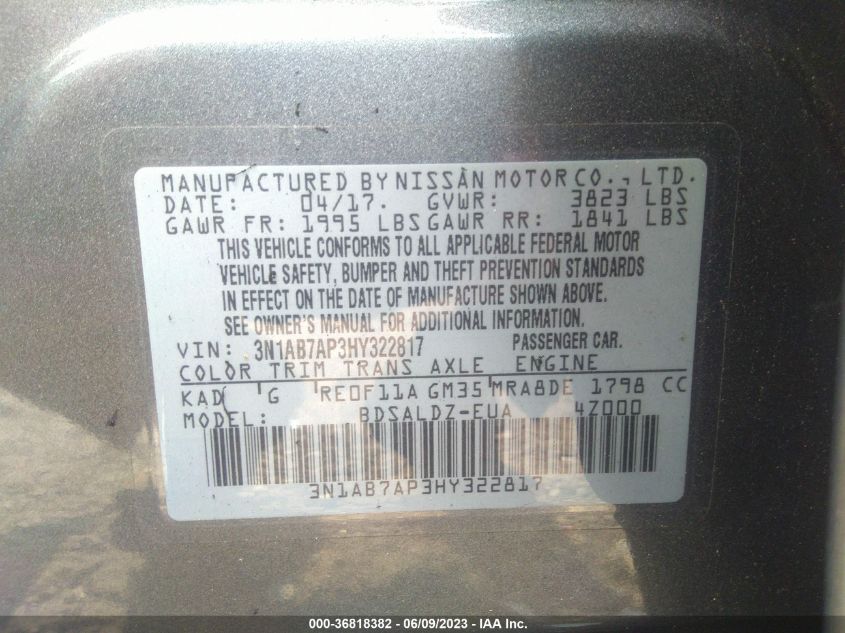 MANUFACTURED BY NISSAN MOTOR CO., LTD.
DATE: 04/17. GVWR: 3823 LBS
GAWR FR: 1995 LBS GAWR RR: 1841 LBS
THIS VEHICLE CONFORMS TO ALL APPLICABLE FEDERAL MOTOR
VEHICLE SAFETY, BUMPER AND THEFT PREVENTION STANDARDS
IN EFFECT ON THE DATE OF MANUFACTURE SHOWN ABOVE.
SEE OWNER'S MANUAL FOR ADDITIONAL INFORMATION.
VIN: 3N1AB7AP3HY322817 PASSENGER CAR.
COLOR TRIM TRANS AXLE ENGINE
KAD G RE0F11A GM35 MRA8DE 1798 CC
MODEL: BDSALDZ-EUA 4Z000
3N1AB7AP3HY322817
000-36818382 - 06/09/2023 - IAA Inc.